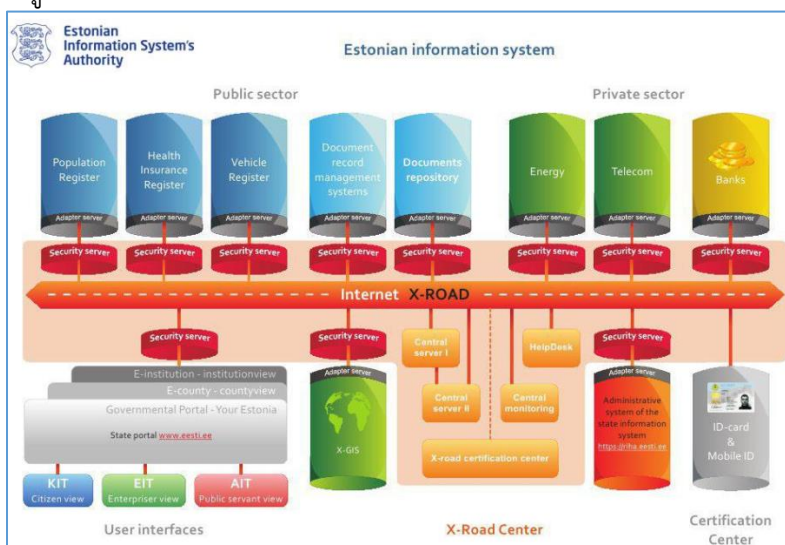 Estonian
Information System's
Authority
Estonian information system
Public sector
Private sector
Population
Register
Health
Insurance
Register
Vehicle
Register
Document
record
management
systems
Documents
repository
Energy
Telecom
Banks
Adapter server
Adapter server
Adapter server
Adapter server
Adapter server
Adapter server
Adapter server
Adapter server
Security server
Security server
Security server
Security server
Security server
Security server
Security server
Security server
Internet X-ROAD
Security server
Security server
Central
server I
HelpDesk
Security server
E-institution - institutionview
E-county - countyview
Governmental Portal - Your Estonia
State portal www.eesti.ee
Adapter server
X-GIS
Central
server II
Central
monitoring
X-road certification center
Adapter server
Administrative
system of the
state information
system
https://riha.eesti.ee
ID-card
&
Mobile ID
KIT
Citizen view
EIT
Enterpriser view
AIT
Public servant view
User interfaces
X-Road Center
Certification
Center